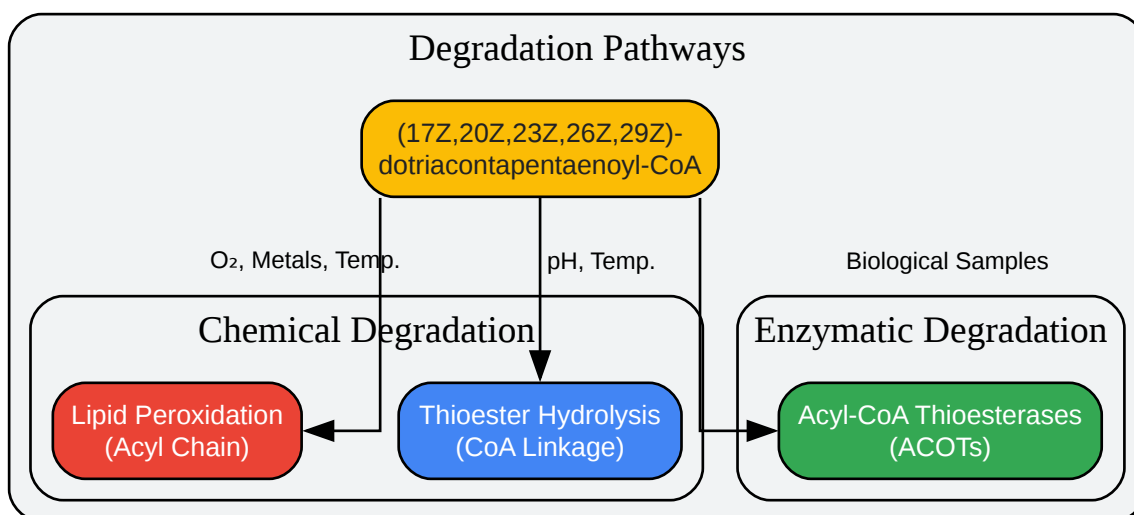 Degradation Pathways
(17Z,20Z,23Z,26Z,29Z)-
dotriacontapentaenoyl-CoA
O₂, Metals, Temp.
pH, Temp.
Biological Samples
Chemical Degradation
Enzymatic Degradation
Lipid Peroxidation
(Acyl Chain)
Thioester Hydrolysis
(CoA Linkage)
Acyl-CoA Thioesterases
(ACOTs)